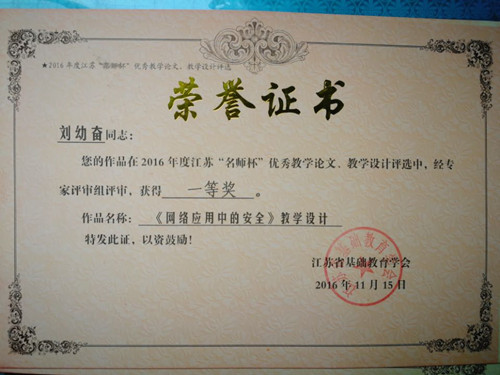 ★2016年度江苏“名师杯”优秀教学论文、教学设计评选
荣誉证书
刘幼奋同志：
您的作品在2016年度江苏“名师杯”优秀教学论文、教学设计评选中，经专
家评审组评审，获得 一等奖 。
作品名称： 《网络应用中的安全》教学设计
特发此证，以资鼓励！
江苏省基础教育学会
2016年11月15日